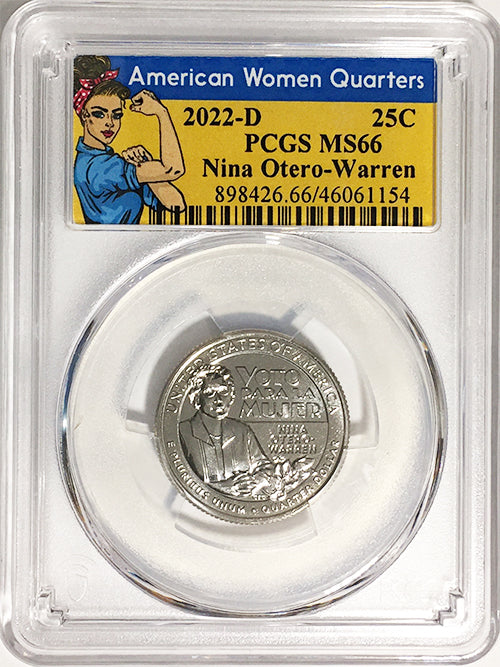 American Women Quarters
2022-D 25C
PCGS MS66
Nina Otero-Warren
898426.66/46061154
UNITED STATES OF AMERICA
VOTO
PARA LA
MUJER
NINA
OTERO-
WARREN
E PLURIBUS UNUM • QUARTER DOLLAR